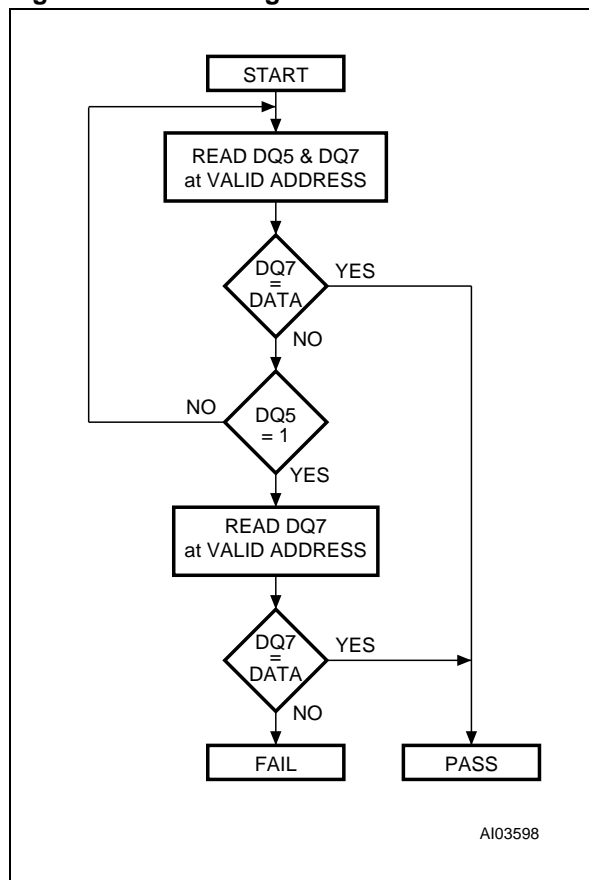 START
READ DQ5 & DQ7
at VALID ADDRESS
DQ7
=
DATA
YES
NO
NO
DQ5
= 1
YES
READ DQ7
at VALID ADDRESS
DQ7
=
DATA
YES
NO
FAIL
PASS
AI03598